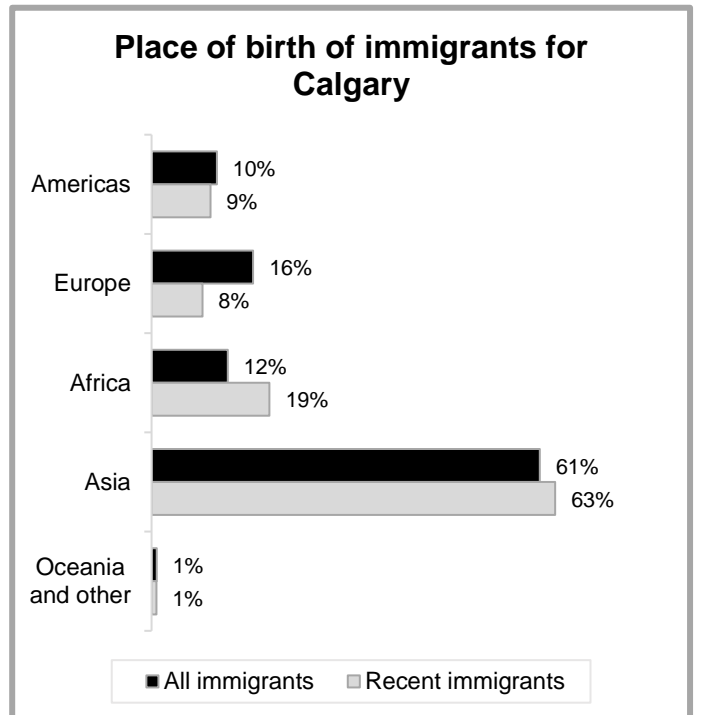 Place of birth of immigrants for
Calgary
Americas
10%
9%
Europe
16%
8%
Africa
12%
19%
Asia
61%
63%
Oceania
and other
1%
1%
All immigrants
Recent immigrants